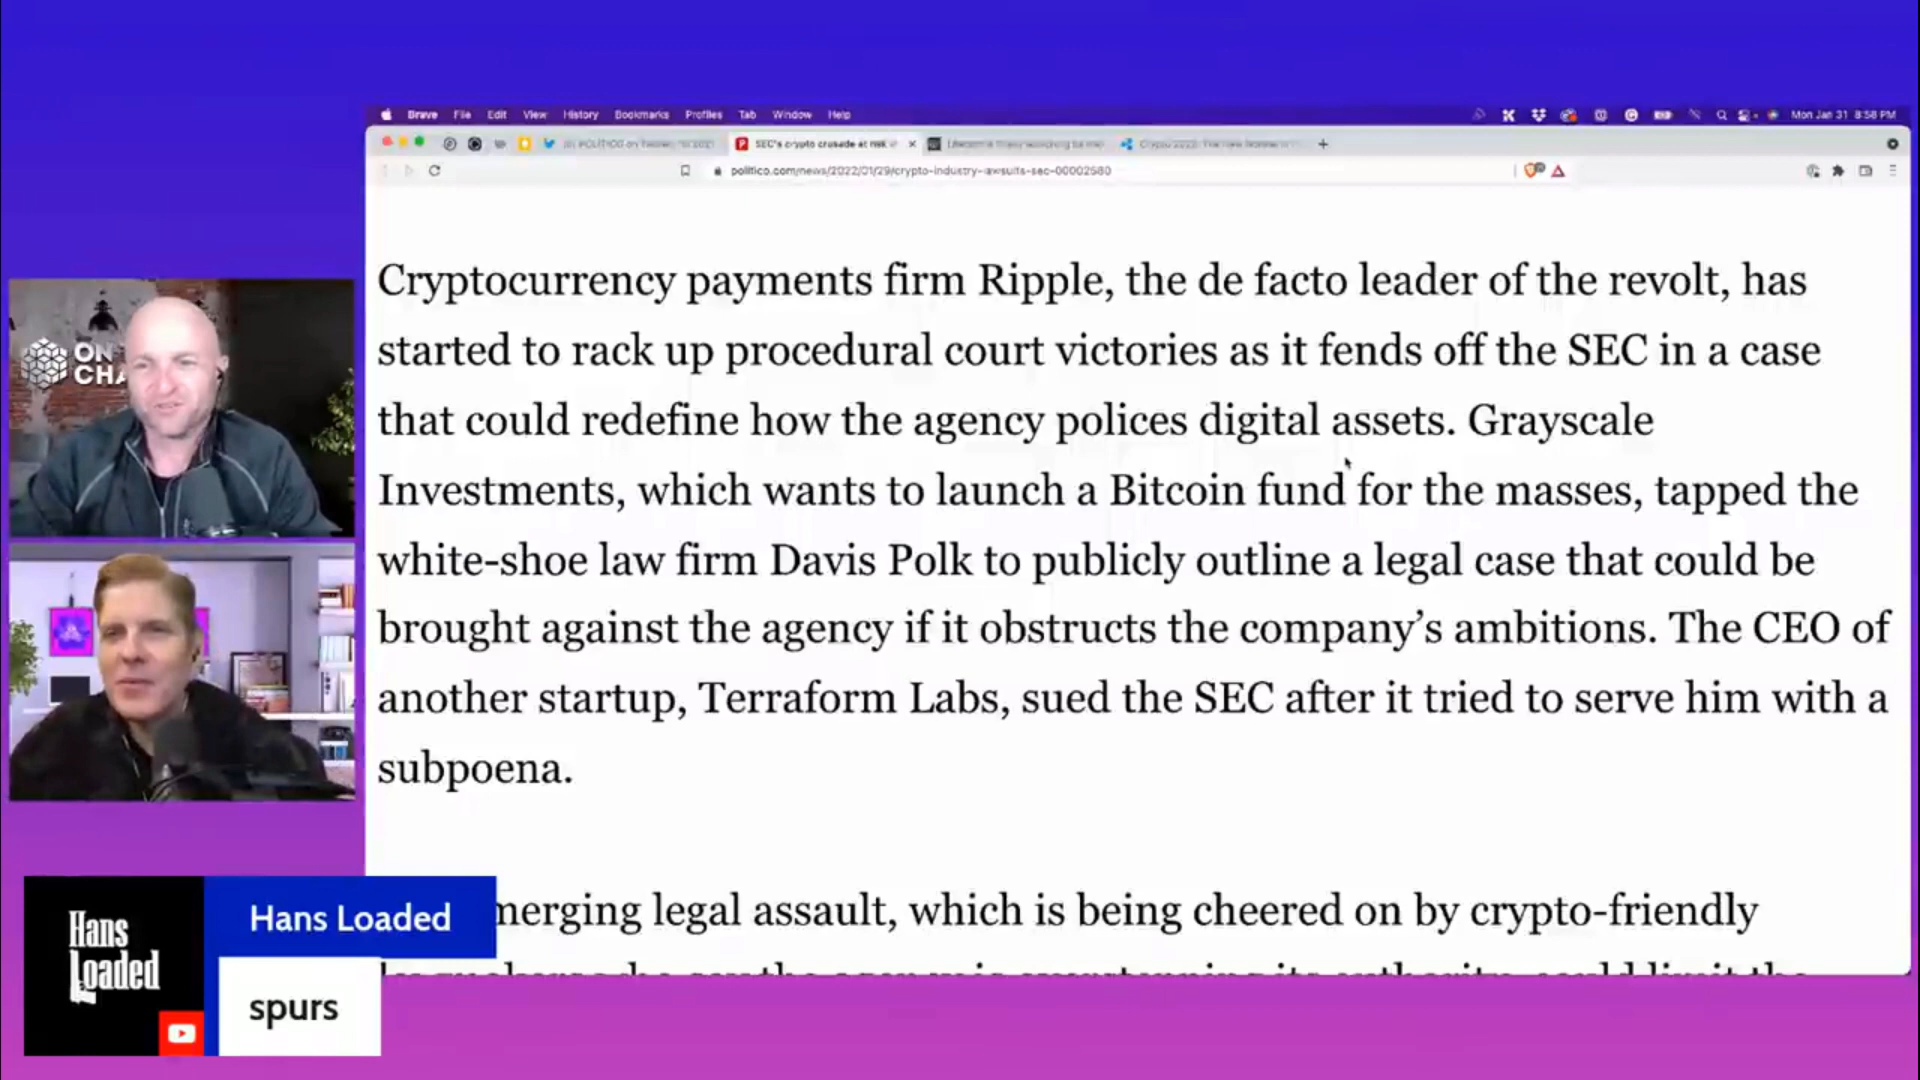 Brave File Edit View History Bookmarks Profiles Tab Window Help
Mon Jan 31 8:58 PM
SEC's crypto crusade at risk
politico.com/news/2022/01/29/crypto-industry-lawsuits-sec-00002580
Cryptocurrency payments firm Ripple, the de facto leader of the revolt, has
started to rack up procedural court victories as it fends off the SEC in a case
that could redefine how the agency polices digital assets. Grayscale
Investments, which wants to launch a Bitcoin fund for the masses, tapped the
white-shoe law firm Davis Polk to publicly outline a legal case that could be
brought against the agency if it obstructs the company’s ambitions. The CEO of
another startup, Terraform Labs, sued the SEC after it tried to serve him with a
subpoena.
merging legal assault, which is being cheered on by crypto-friendly
ON
CHA
Hans
Loaded
Hans Loaded
spurs